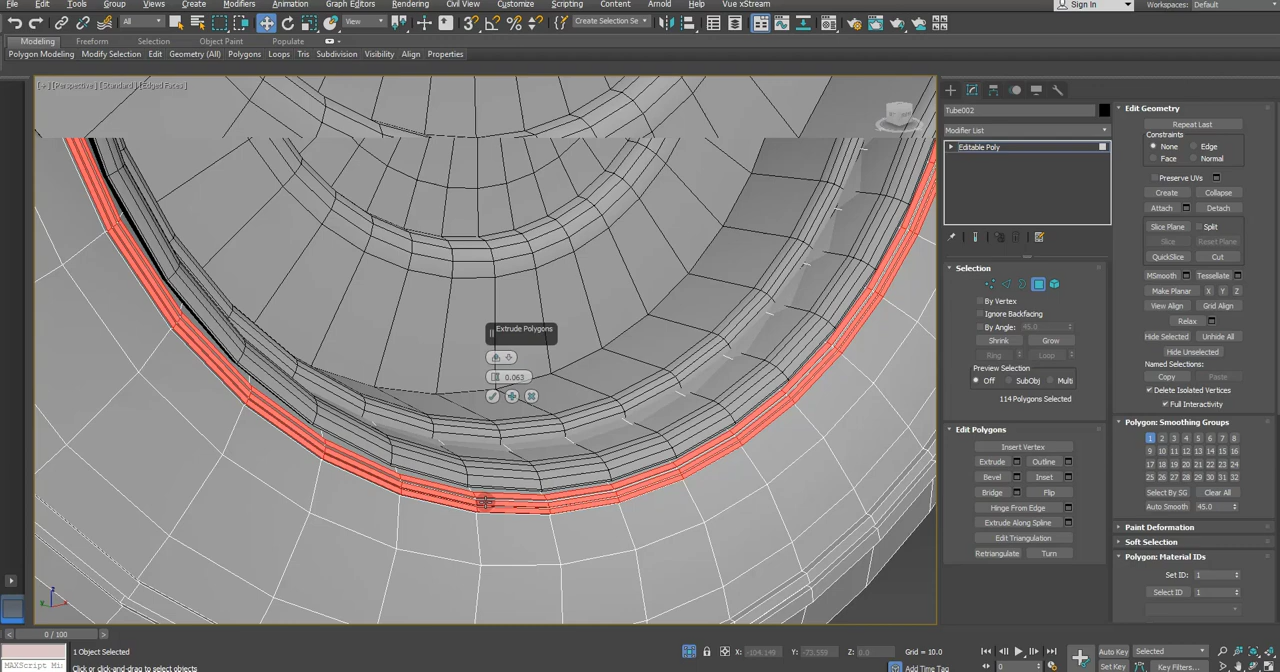 File Edit Tools Group Views Create Modifiers Animation Graph Editors Rendering Civil View Customize Scripting Content Arnold Help Vue xStream Sign In Workspaces: Default
All View Create Selection Se
Modeling Freeform Selection Object Paint Populate
Polygon Modeling Modify Selection Edit Geometry (All) Polygons Loops Tris Subdivision Visibility Align Properties
[+] [Perspective] [Standard] [Edged Faces]
Extrude Polygons
0.063
Tube002
Modifier List
Editable Poly
Selection
By Vertex
Ignore Backfacing
By Angle: 45.0
Shrink Grow
Ring Loop
Preview Selection
Off SubObj Multi
114 Polygons Selected
Edit Polygons
Insert Vertex
Extrude Outline
Bevel Inset
Bridge Flip
Hinge From Edge
Extrude Along Spline
Edit Triangulation
Retriangulate Turn
Edit Geometry
Repeat Last
Constraints
None Edge
Face Normal
Preserve UVs
Create Collapse
Attach Detach
Slice Plane Split
Slice Reset Plane
QuickSlice Cut
MSmooth Tessellate
Make Planar X Y Z
View Align Grid Align
Relax
Hide Selected Unhide All
Hide Unselected
Named Selections:
Copy Paste
Delete Isolated Vertices
Full Interactivity
Polygon: Smoothing Groups
1 2 3 4 5 6 7 8
9 10 11 12 13 14 15 16
17 18 19 20 21 22 23 24
25 26 27 28 29 30 31 32
Select By SG Clear All
Auto Smooth 45.0
Paint Deformation
Soft Selection
Polygon: Material IDs
Set ID: 1
Select ID 1
0 / 100
1 Object Selected
MAXScript Mi
Click or click-and-drag to select objects
X: -104.149 Y: -73.559 Z: 0.0 Grid = 10.0
Add Time Tag
0
Auto Key Selected
Set Key Key Filters...